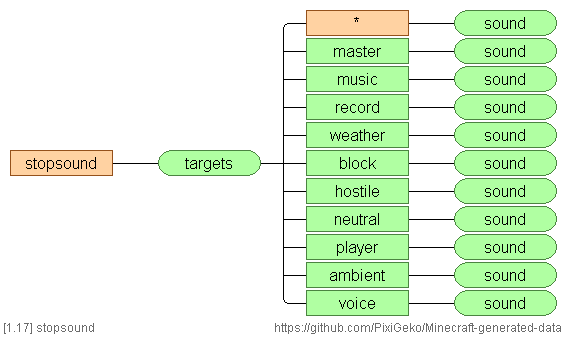 * sound
master sound
music sound
record sound
weather sound
stopsound targets block sound
hostile sound
neutral sound
player sound
ambient sound
voice sound
[1.17] stopsound https://github.com/PixiGeko/Minecraft-generated-data